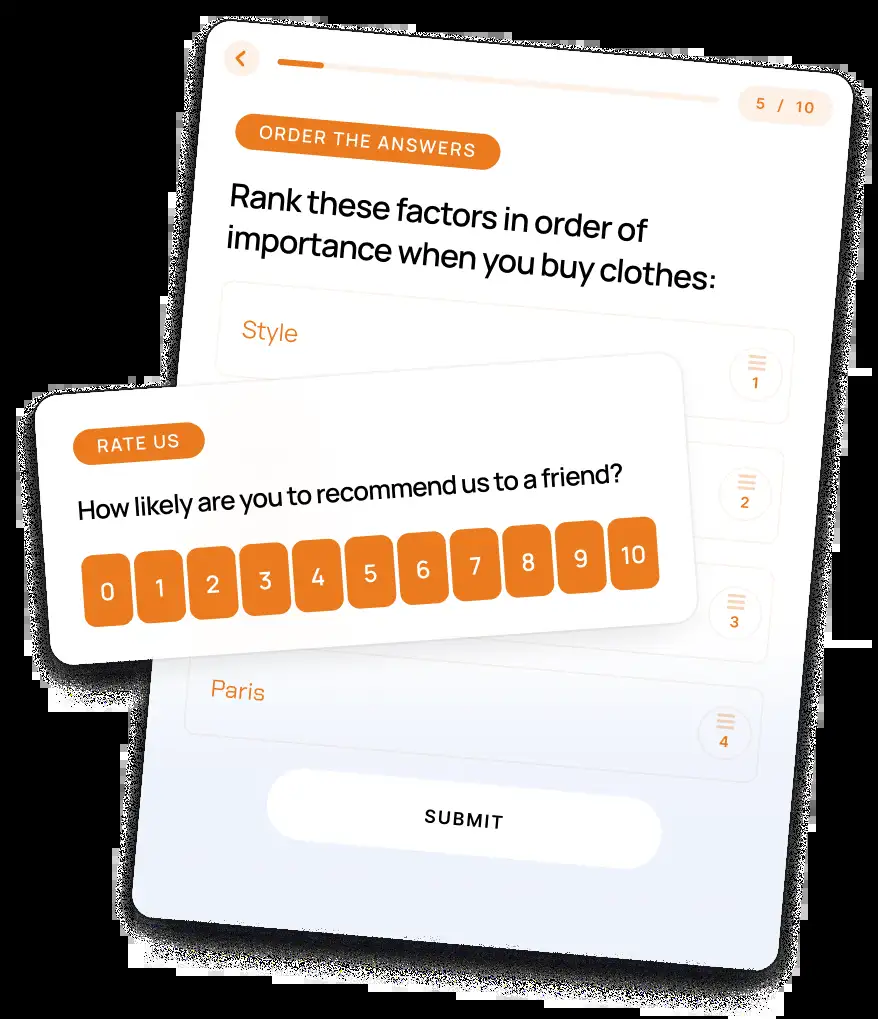 5 / 10
ORDER THE ANSWERS
Rank these factors in order of
importance when you buy clothes:
Style
1
2
3
Paris
4
SUBMIT
RATE US
How likely are you to recommend us to a friend?
0 1 2 3 4 5 6 7 8 9 10